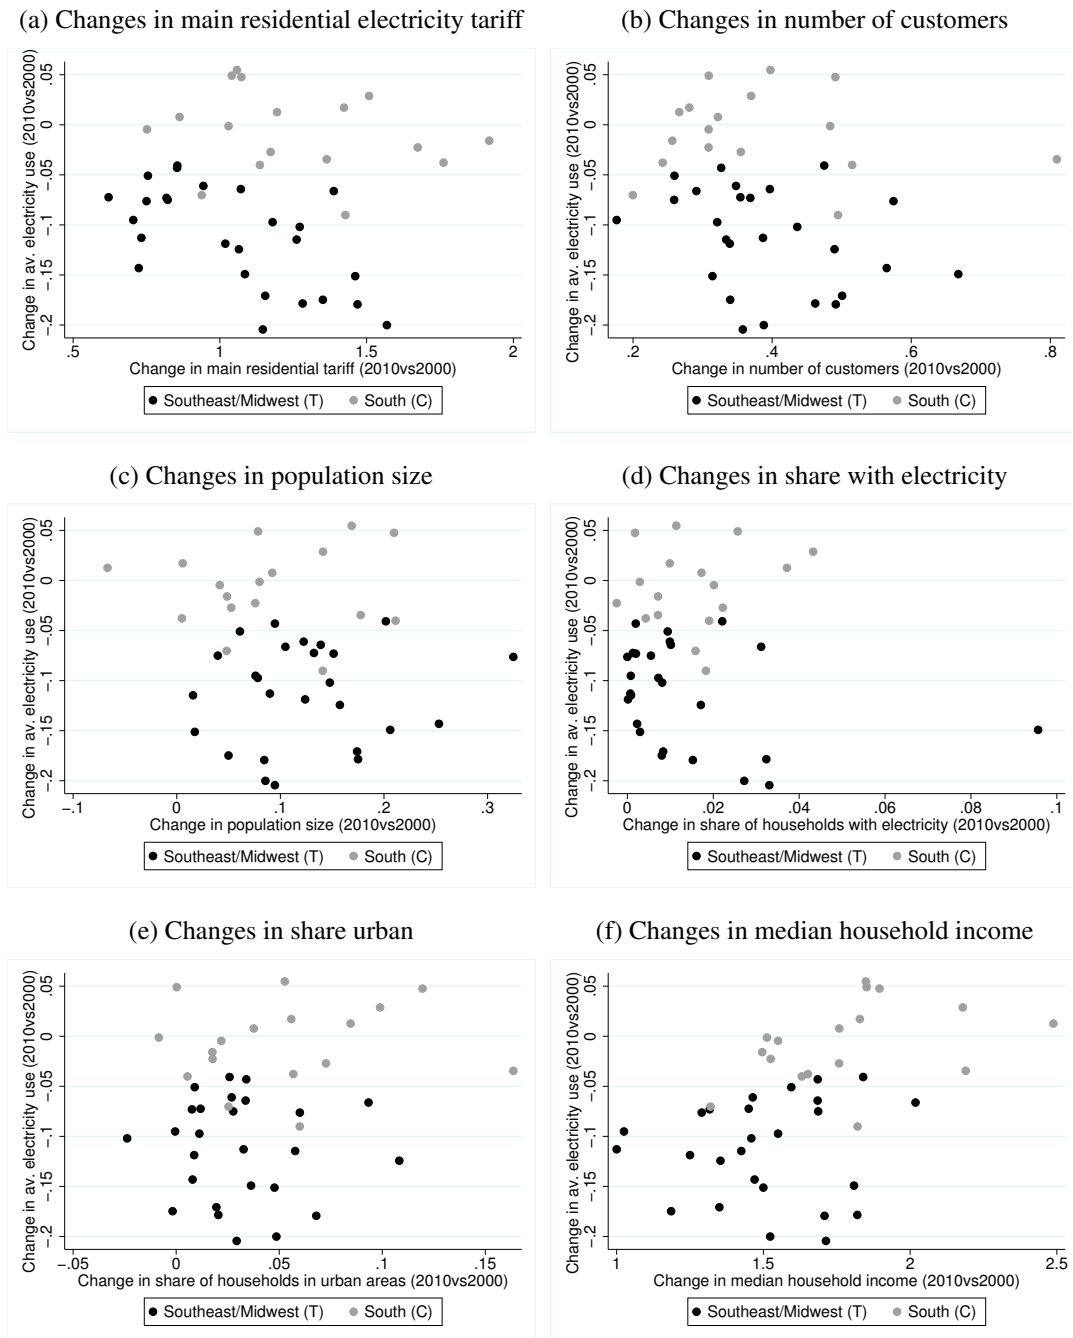 (a) Changes in main residential electricity tariff
Change in av. electricity use (2010vs2000)
.05
0
-.05
-.1
-.15
-.2
.5 1 1.5 2
Change in main residential tariff (2010vs2000)
Southeast/Midwest (T) South (C)
(b) Changes in number of customers
Change in av. electricity use (2010vs2000)
.05
0
-.05
-.1
-.15
-.2
.2 .4 .6 .8
Change in number of customers (2010vs2000)
Southeast/Midwest (T) South (C)
(c) Changes in population size
Change in av. electricity use (2010vs2000)
.05
0
-.05
-.1
-.15
-.2
-.1 0 .1 .2 .3
Change in population size (2010vs2000)
Southeast/Midwest (T) South (C)
(d) Changes in share with electricity
Change in av. electricity use (2010vs2000)
.05
0
-.05
-.1
-.15
-.2
0 .02 .04 .06 .08 .1
Change in share of households with electricity (2010vs2000)
Southeast/Midwest (T) South (C)
(e) Changes in share urban
Change in av. electricity use (2010vs2000)
.05
0
-.05
-.1
-.15
-.2
-.05 0 .05 .1 .15
Change in share of households in urban areas (2010vs2000)
Southeast/Midwest (T) South (C)
(f) Changes in median household income
Change in av. electricity use (2010vs2000)
.05
0
-.05
-.1
-.15
-.2
1 1.5 2 2.5
Change in median household income (2010vs2000)
Southeast/Midwest (T) South (C)